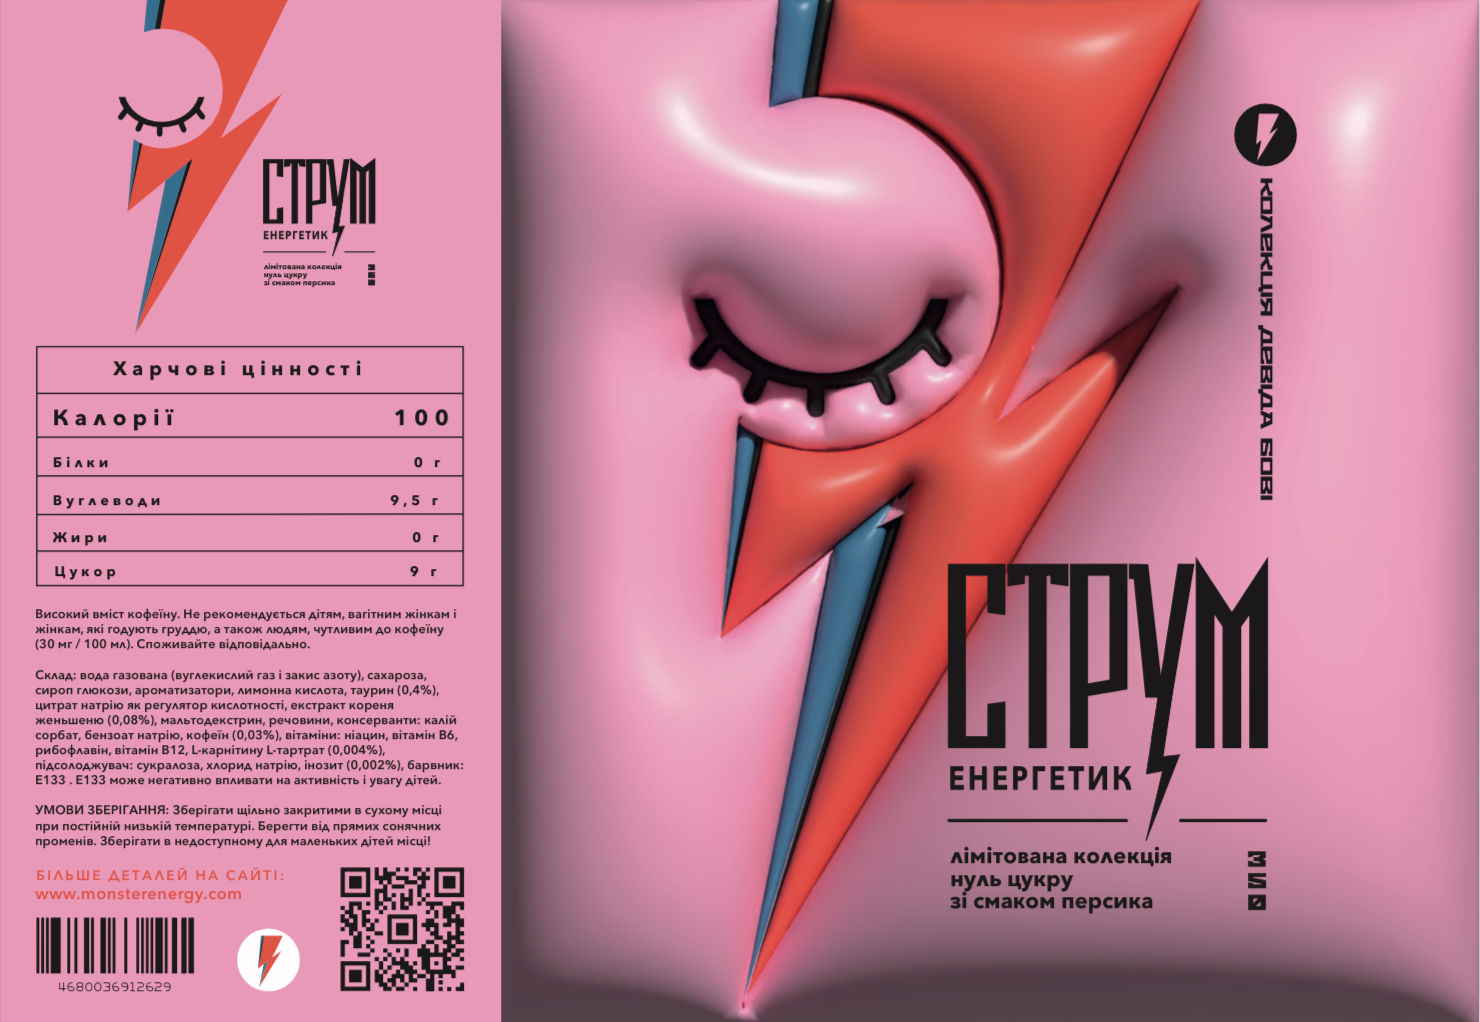 СТРУМ
ЕНЕРГЕТИК
лімітована колекція
нуль цукру
зі смаком персика
350
Харчові цінності
Калорії 100
Білки 0 г
Вуглеводи 9,5 г
Жири 0 г
Цукор 9 г
Високий вміст кофеїну. Не рекомендується дітям, вагітним жінкам і
жінкам, які годують груддю, а також людям, чутливим до кофеїну
(30 мг / 100 мл). Споживайте відповідально.
Склад: вода газована (вуглекислий газ і закис азоту), сахароза,
сироп глюкози, ароматизатори, лимонна кислота, таурин (0,4%),
цитрат натрію як регулятор кислотності, екстракт кореня
женьшеню (0,08%), мальтодекстрин, речовини, консерванти: калій
сорбат, бензоат натрію, кофеїн (0,03%), вітаміни: ніацин, вітамін В6,
рибофлавін, вітамін В12, L-карнітину L-тартрат (0,004%),
підсолоджувач: сукралоза, хлорид натрію, інозит (0,002%), барвник:
Е133 . Е133 може негативно впливати на активність і увагу дітей.
УМОВИ ЗБЕРІГАННЯ: Зберігати щільно закритими в сухому місці
при постійній низькій температурі. Берегти від прямих сонячних
променів. Зберігати в недоступному для маленьких дітей місці!
БІЛЬШЕ ДЕТАЛЕЙ НА САЙТІ:
www.monsterenergy.com
4680036912629
КОЛЕКЦІЯ ДЕВІДА БОВІ
СТРУМ
ЕНЕРГЕТИК
лімітована колекція
нуль цукру
зі смаком персика
350